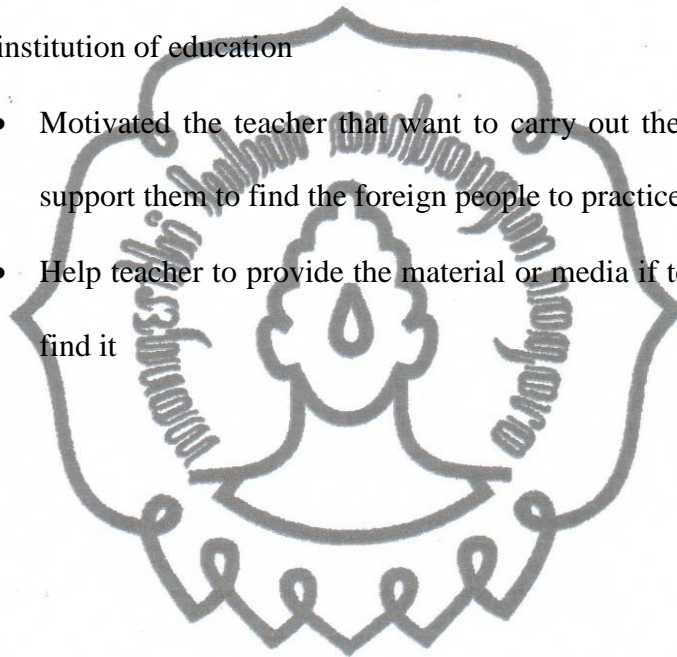 institution of education
• Motivated the teacher that want to carry out the
support them to find the foreign people to practice
• Help teacher to provide the material or media if t
find it